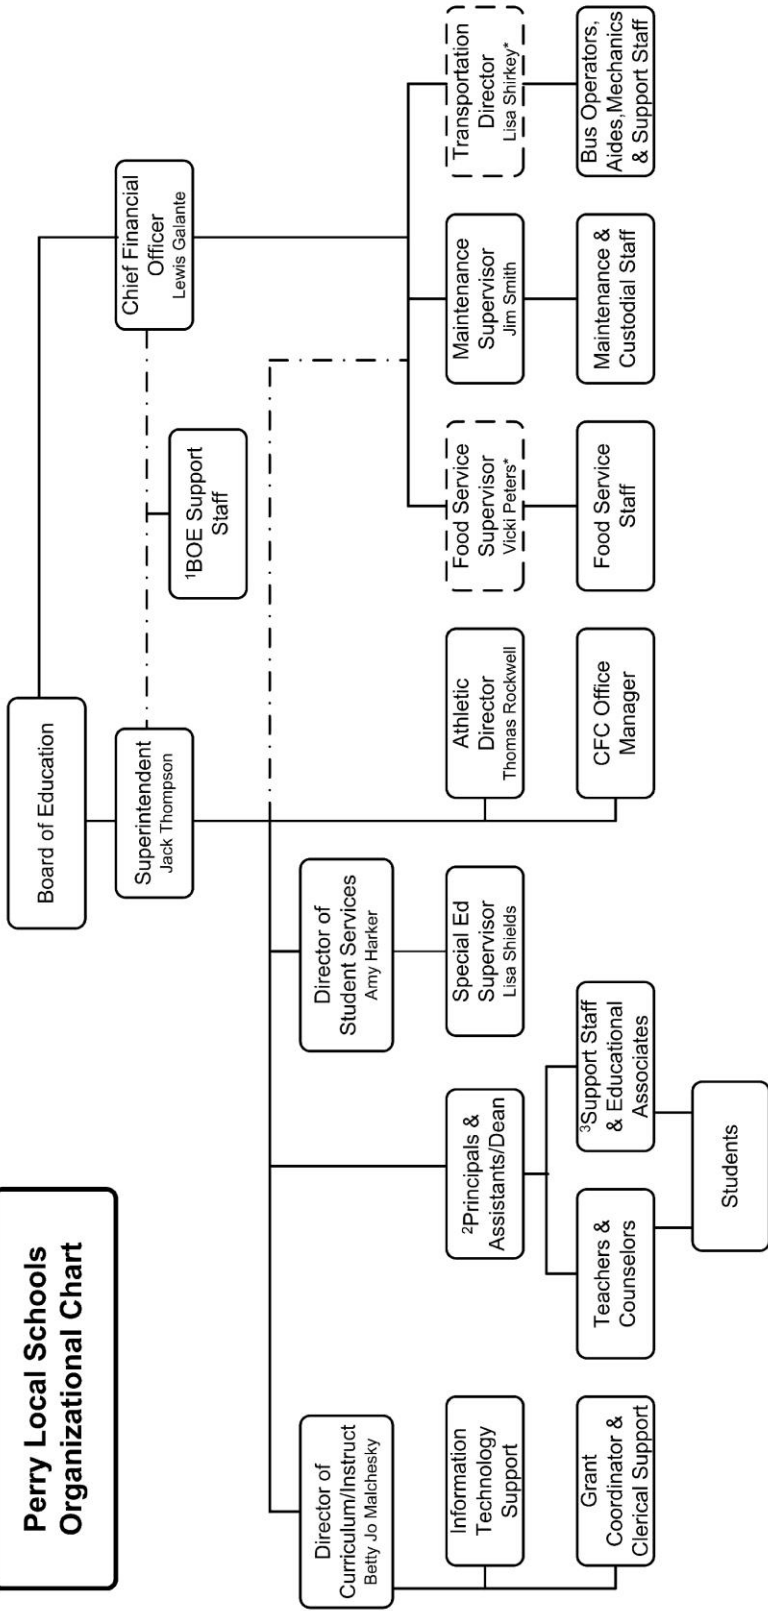 Perry Local Schools
Organizational Chart
Board of Education
Superintendent
Jack Thompson
Chief Financial
Officer
Lewis Galante
¹BOE Support
Staff
Director of
Curriculum/Instruct
Betty Jo Malchesky
Director of
Student Services
Amy Harker
Information
Technology
Support
²Principals &
Assistants/Dean
Special Ed
Supervisor
Lisa Shields
Athletic
Director
Thomas Rockwell
Food Service
Supervisor
Vicki Peters*
Maintenance
Supervisor
Jim Smith
Transportation
Director
Lisa Shirkey*
Grant
Coordinator &
Clerical Support
Teachers &
Counselors
³Support Staff
& Educational
Associates
CFC Office
Manager
Food Service
Staff
Maintenance &
Custodial Staff
Bus Operators,
Aides,Mechanics
& Support Staff
Students